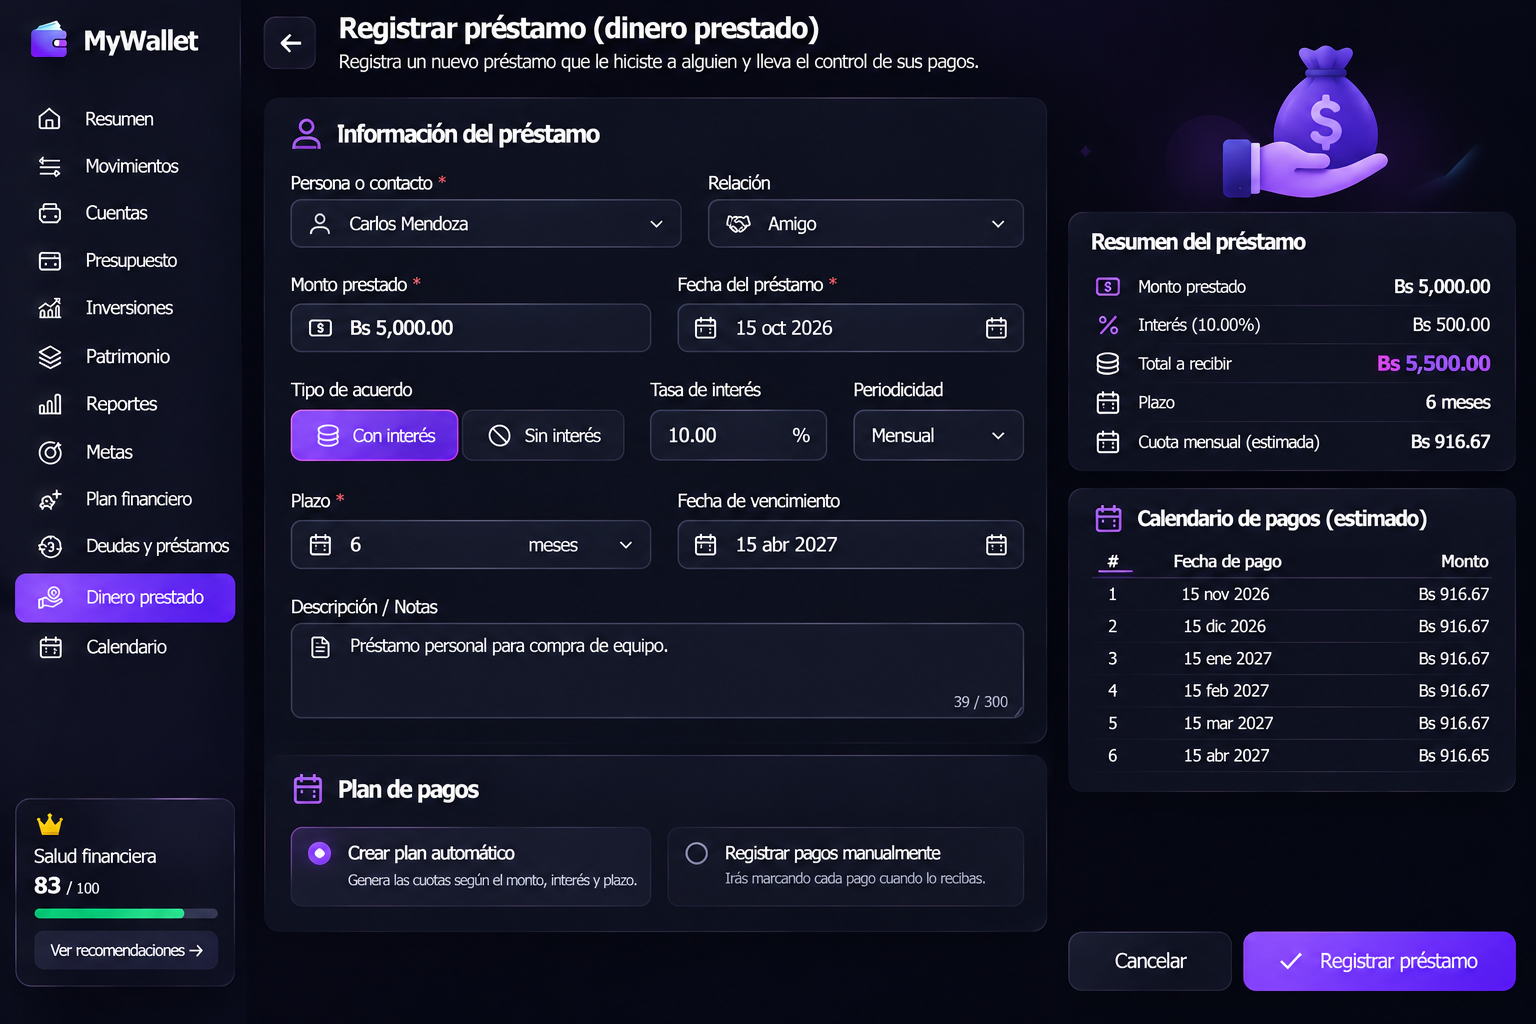 MyWallet
Resumen
Movimientos
Cuentas
Presupuesto
Inversiones
Patrimonio
Reportes
Metas
Plan financiero
Deudas y préstamos
Dinero prestado
Calendario
Salud financiera
83 / 100
Ver recomendaciones →
Registrar préstamo (dinero prestado)
Registra un nuevo préstamo que le hiciste a alguien y lleva el control de sus pagos.
Información del préstamo
Persona o contacto *
Carlos Mendoza
Relación
Amigo
Monto prestado *
Bs 5,000.00
Fecha del préstamo *
15 oct 2026
Tipo de acuerdo
Con interés
Sin interés
Tasa de interés
10.00 %
Periodicidad
Mensual
Plazo *
6 meses
Fecha de vencimiento
15 abr 2027
Descripción / Notas
Préstamo personal para compra de equipo.
39 / 300
Plan de pagos
Crear plan automático
Genera las cuotas según el monto, interés y plazo.
Registrar pagos manualmente
Irás marcando cada pago cuando lo recibas.
$
Resumen del préstamo
Monto prestado Bs 5,000.00
Interés (10.00%) Bs 500.00
Total a recibir Bs 5,500.00
Plazo 6 meses
Cuota mensual (estimada) Bs 916.67
Calendario de pagos (estimado)
# Fecha de pago Monto
1 15 nov 2026 Bs 916.67
2 15 dic 2026 Bs 916.67
3 15 ene 2027 Bs 916.67
4 15 feb 2027 Bs 916.67
5 15 mar 2027 Bs 916.67
6 15 abr 2027 Bs 916.65
Cancelar
Registrar préstamo